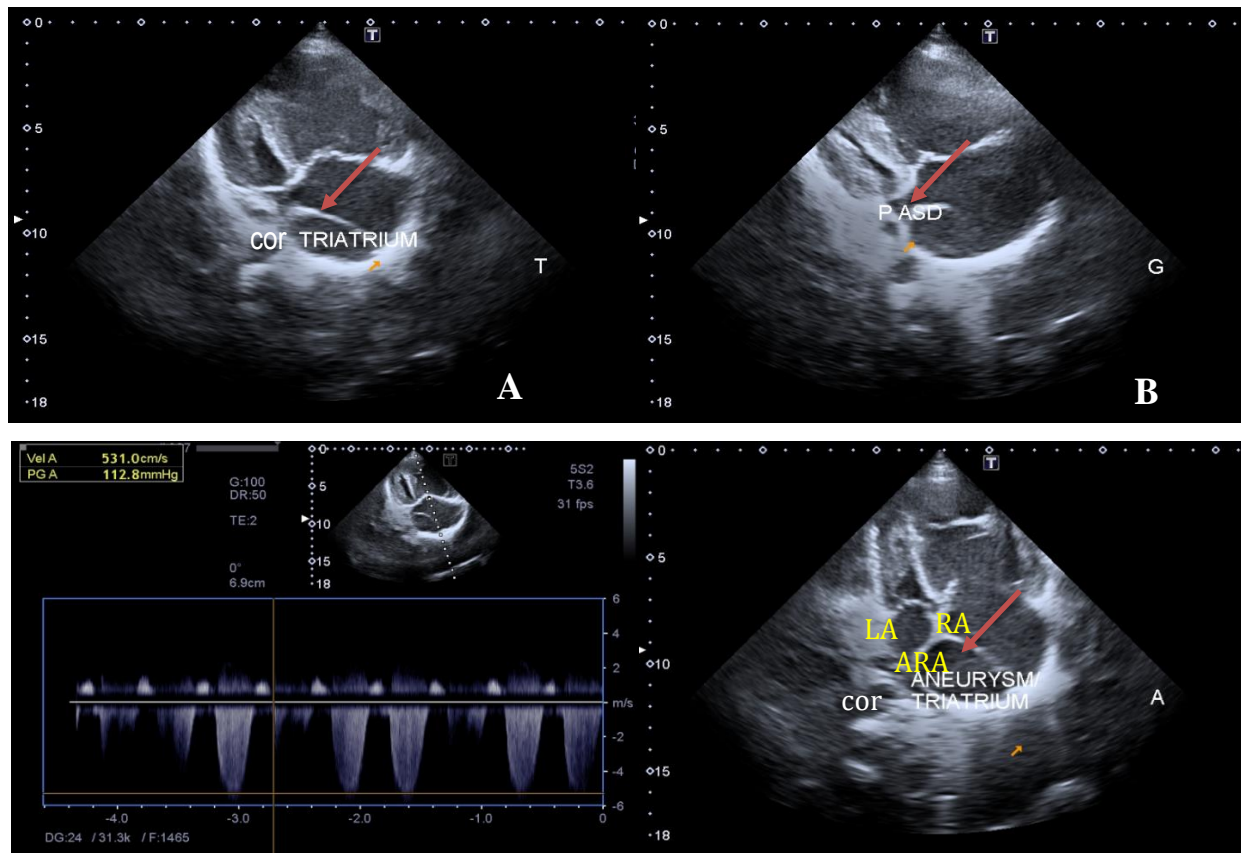 0
T
5
cor TRIATRIUM
10
T
15
A
18
0
T
5
P ASD
10
G
15
B
18
Vel A 531.0cm/s
PG A 112.8mmHg
G:100
DR:50
TE:2
0°
6.9cm
0
T
5
10
15
18
5S2
T3.6
31 fps
6
4
2
m/s
-2
-4
-6
-4.0 -3.0 -2.0 -1.0 0
DG:24 / 31.3k / F:1465
0
T
5
LA RA
10
ARA
ANEURYSM/
cor TRIATRIUM
A
15
18